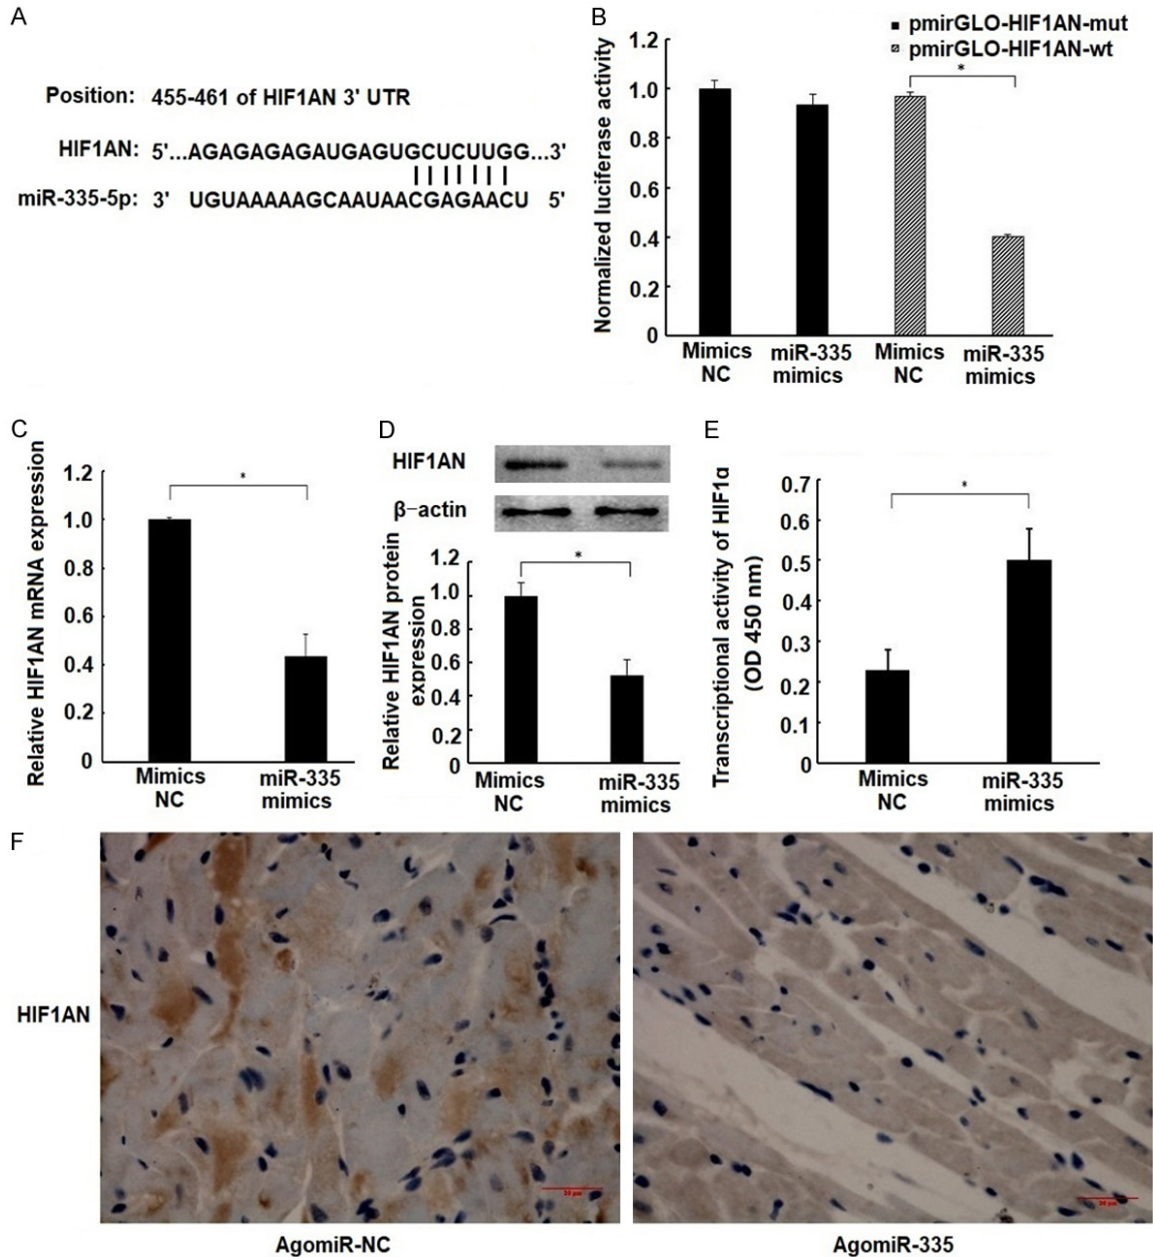 A
Position: 455-461 of HIF1AN 3' UTR
HIF1AN: 5'...AGAGAGAGAUGAGUGCUCUUGG...3'
miR-335-5p: 3' UGUAAAAAGCAAUAACGAGAACU 5'
B
pmirGLO-HIF1AN-mut
pmirGLO-HIF1AN-wt
*
Normalized luciferase activity
1.2
1.0
0.8
0.6
0.4
0.2
0
Mimics NC
miR-335 mimics
Mimics NC
miR-335 mimics
C
Relative HIF1AN mRNA expression
1.2
1.0
0.8
0.6
0.4
0.2
0
*
Mimics NC
miR-335 mimics
D
HIF1AN
β-actin
Relative HIF1AN protein expression
1.2
1.0
0.8
0.6
0.4
0.2
0
*
Mimics NC
miR-335 mimics
E
Transcriptional activity of HIF1α
(OD 450 nm)
0.7
0.6
0.5
0.4
0.3
0.2
0.1
0
*
Mimics NC
miR-335 mimics
F
HIF1AN
20 μm
20 μm
AgomiR-NC
AgomiR-335